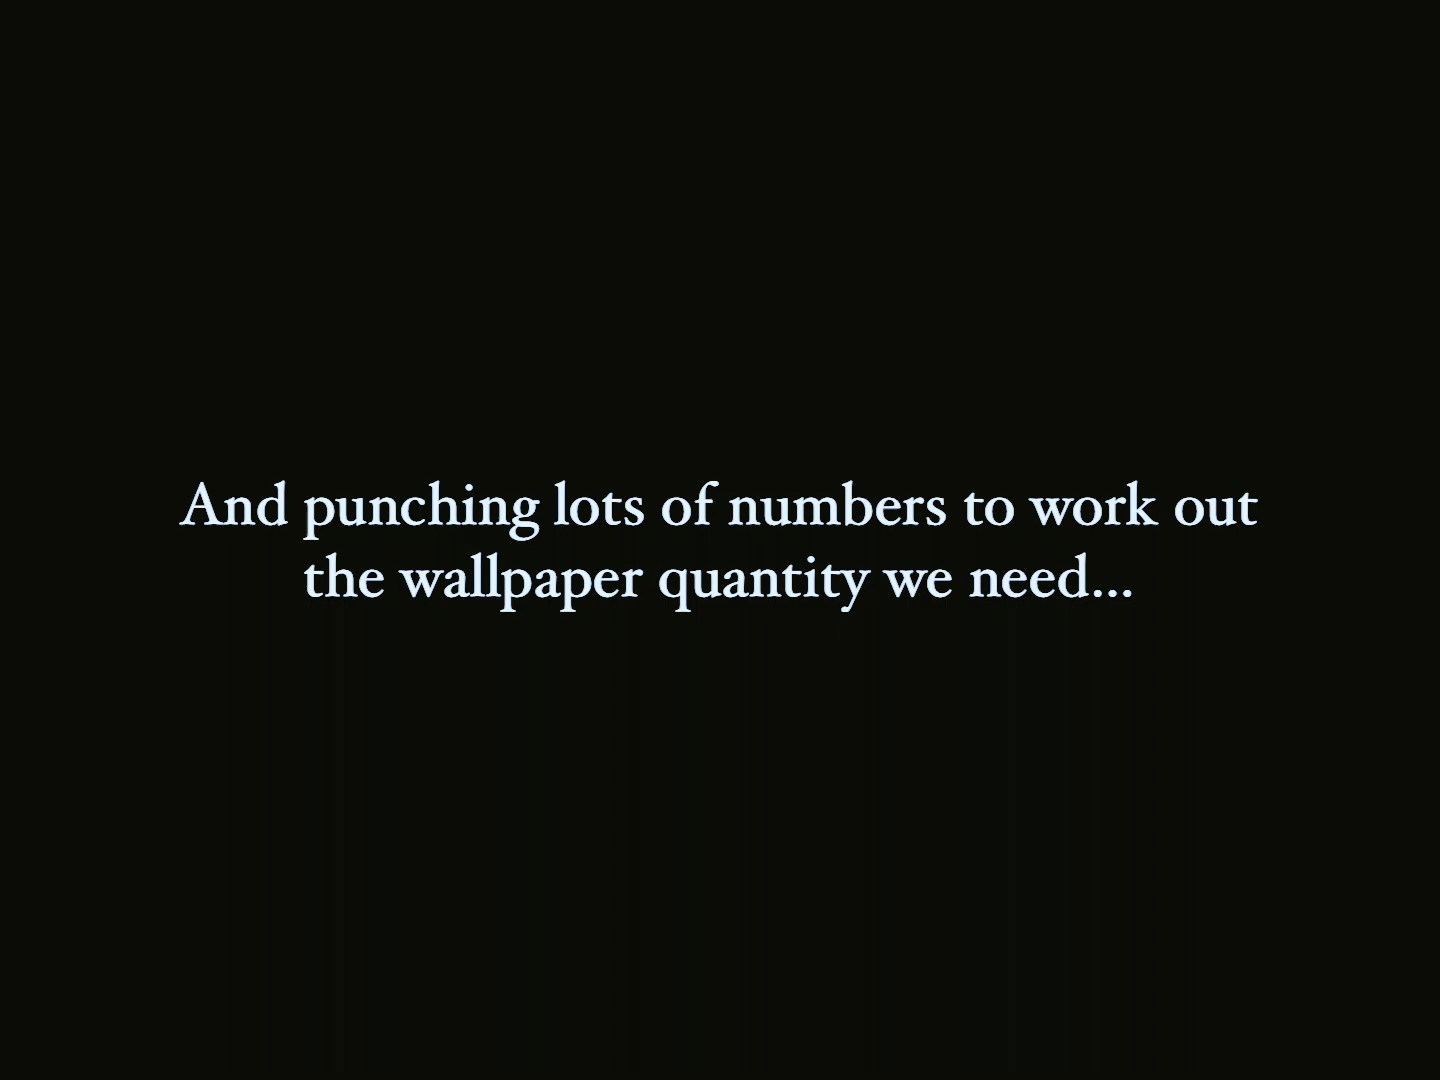 And punching lots of numbers to work out
the wallpaper quantity we need...